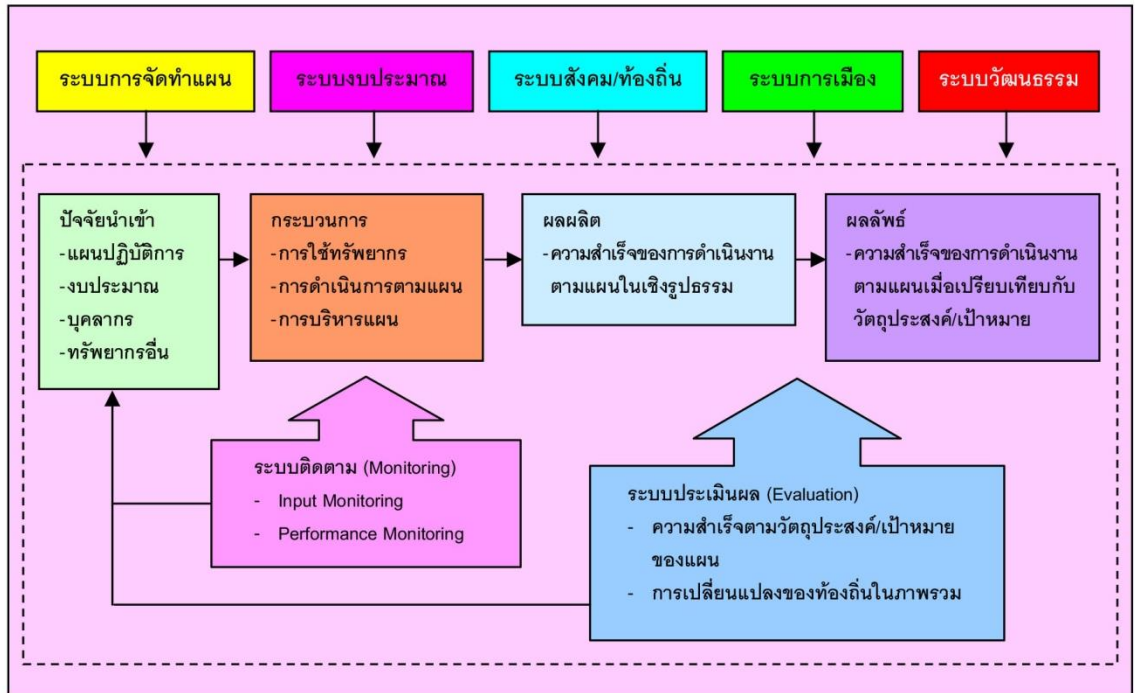 ระบบการจัดทำแผน
ระบบงบประมาณ
ระบบสังคม/ท้องถิ่น
ระบบการเมือง
ระบบวัฒนธรรม
ปัจจัยนำเข้า
-แผนปฏิบัติการ
-งบประมาณ
-บุคลากร
-ทรัพยากรอื่น
กระบวนการ
-การใช้ทรัพยากร
-การดำเนินการตามแผน
-การบริหารแผน
ผลผลิต
-ความสำเร็จของการดำเนินงาน
ตามแผนในเชิงรูปธรรม
ผลลัพธ์
-ความสำเร็จของการดำเนินงาน
ตามแผนเมื่อเปรียบเทียบกับ
วัตถุประสงค์/เป้าหมาย
ระบบติดตาม (Monitoring)
- Input Monitoring
- Performance Monitoring
ระบบประเมินผล (Evaluation)
- ความสำเร็จตามวัตถุประสงค์/เป้าหมาย
ของแผน
- การเปลี่ยนแปลงของท้องถิ่นในภาพรวม